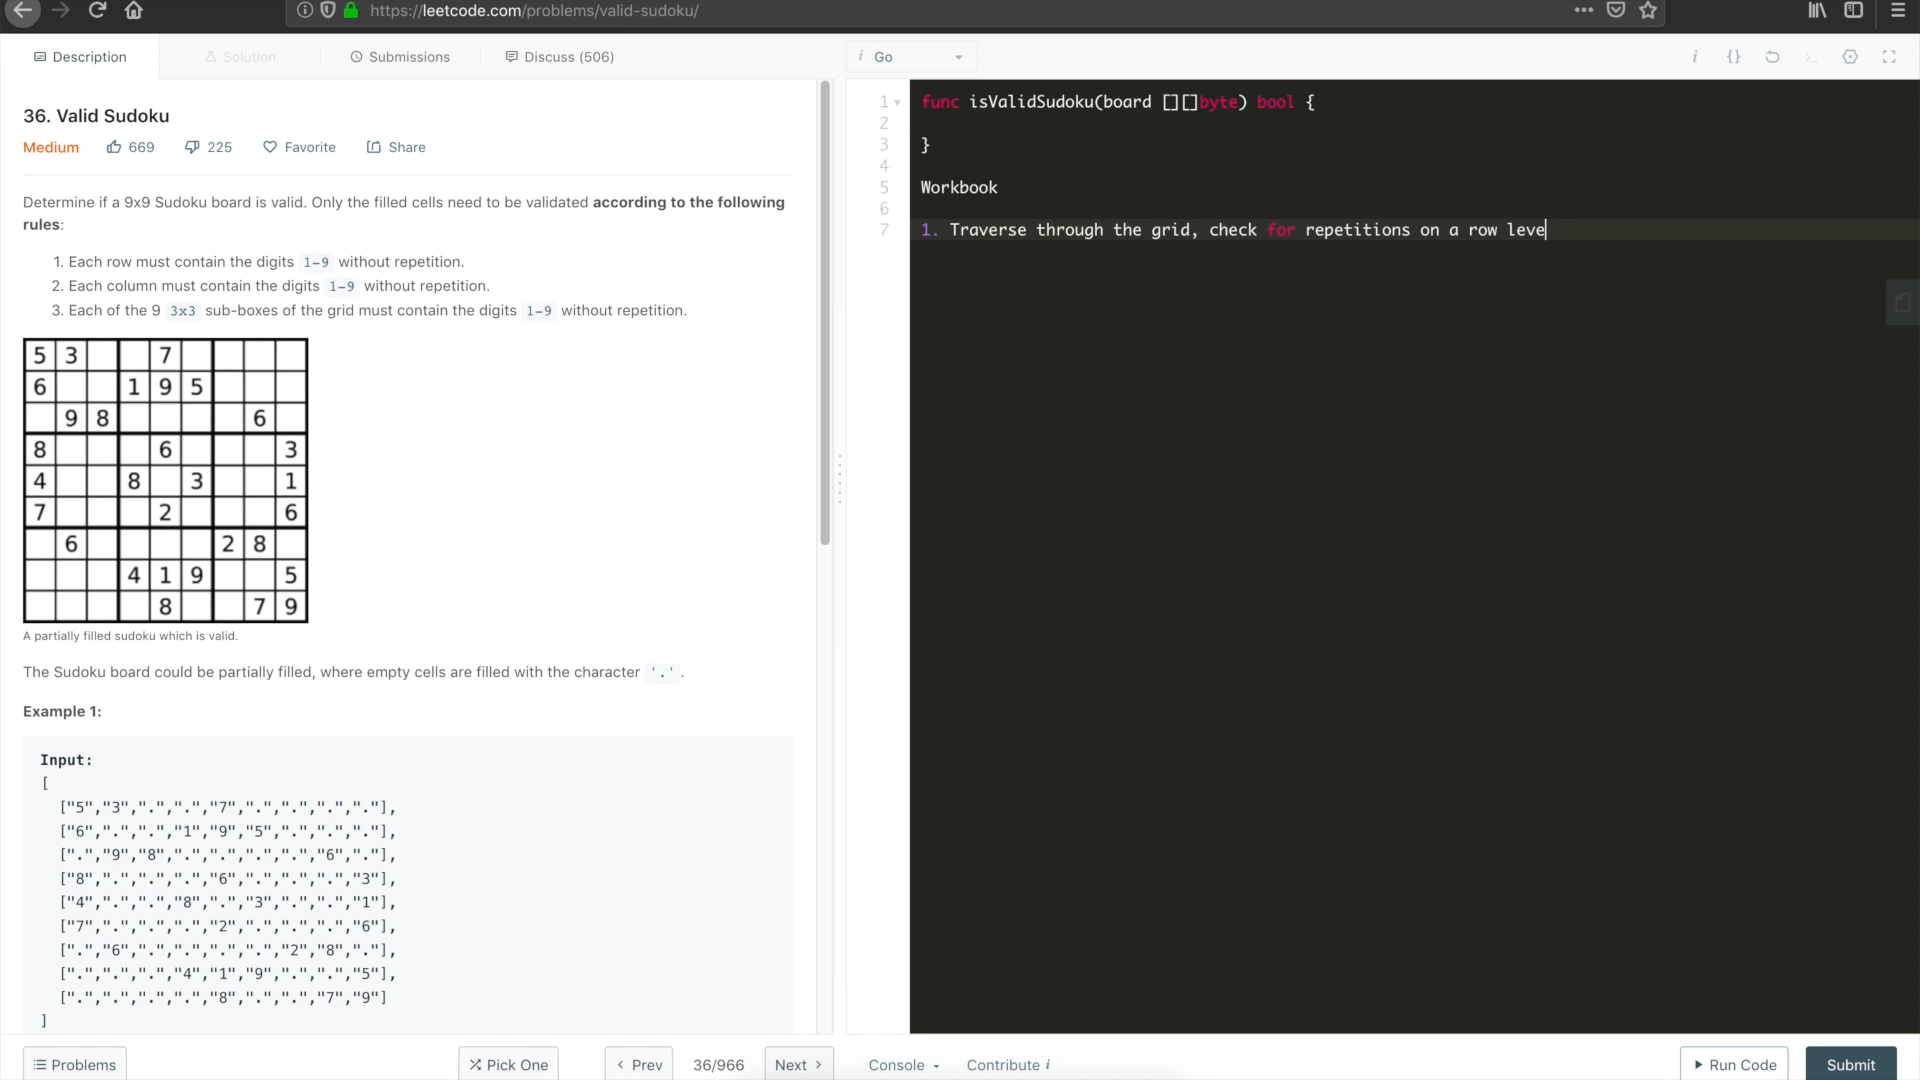 https://leetcode.com/problems/valid-sudoku/
Description
Solution
Submissions
Discuss (506)
i Go
i {} >_
36. Valid Sudoku
Medium 669 225 Favorite Share
Determine if a 9x9 Sudoku board is valid. Only the filled cells need to be validated according to the following
rules:
1. Each row must contain the digits 1-9 without repetition.
2. Each column must contain the digits 1-9 without repetition.
3. Each of the 9 3x3 sub-boxes of the grid must contain the digits 1-9 without repetition.
5 3 7
6 1 9 5
9 8 6
8 6 3
4 8 3 1
7 2 6
6 2 8
4 1 9 5
8 7 9
A partially filled sudoku which is valid.
The Sudoku board could be partially filled, where empty cells are filled with the character '.'.
Example 1:
Input:
[
["5","3",".",".","7",".",".",".","."],
["6",".",".","1","9","5",".",".","."],
[".","9","8",".",".",".",".","6","."],
["8",".",".",".","6",".",".",".","3"],
["4",".",".","8",".","3",".",".","1"],
["7",".",".",".","2",".",".",".","6"],
[".","6",".",".",".",".","2","8","."],
[".",".",".","4","1","9",".",".","5"],
[".",".",".",".","8",".",".","7","9"]
]
1 func isValidSudoku(board [][]byte) bool {
2
3 }
4
5 Workbook
6
7 1. Traverse through the grid, check for repetitions on a row leve
Problems
Pick One
Prev
36/966
Next
Console
Contribute i
Run Code
Submit